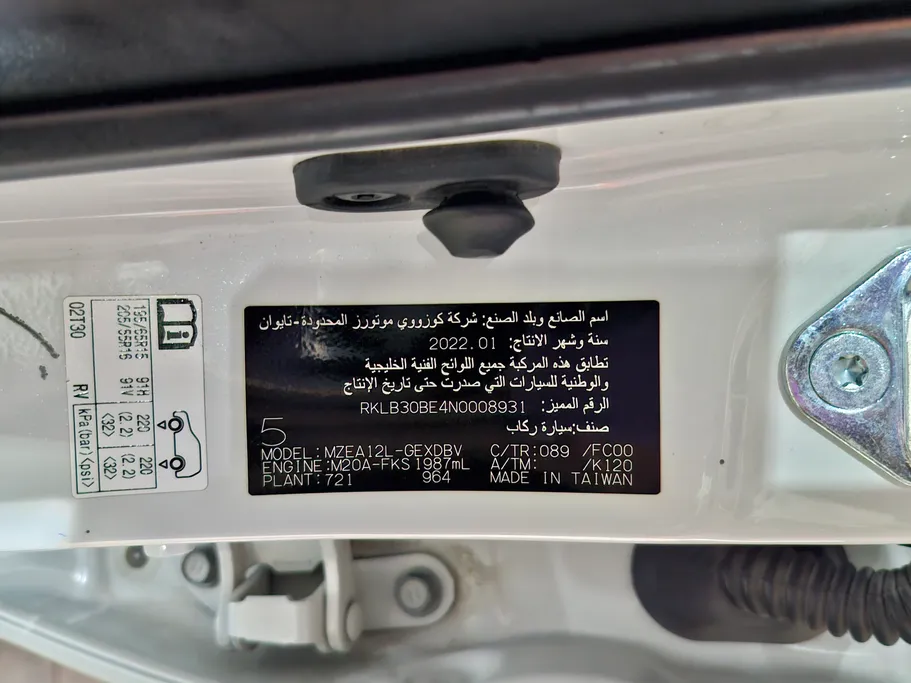 اسم الصانع وبلد الصنع: شركة كوزووي موتورز المحدودة-تايوان
سنة وشهر الانتاج: 2022.01
تطابق هذه المركبة جميع اللوائح الفنية الخليجية
والوطنية للسيارات التي صدرت حتى تاريخ الإنتاج
الرقم المميز: RKLB30BE4N0008931
صنف:سيارة ركاب
5
MODEL:MZEA12L-GEXDBV C/TR:089 /FC00
ENGINE:M20A-FKS 1987mL A/TM: /K120
PLANT:721 964 MADE IN TAIWAN
195/65R15 91H 220 (2.2) <32> 220 (2.2) <32>
205/55R16 91V
02T30 RV kPa(bar)<psi>